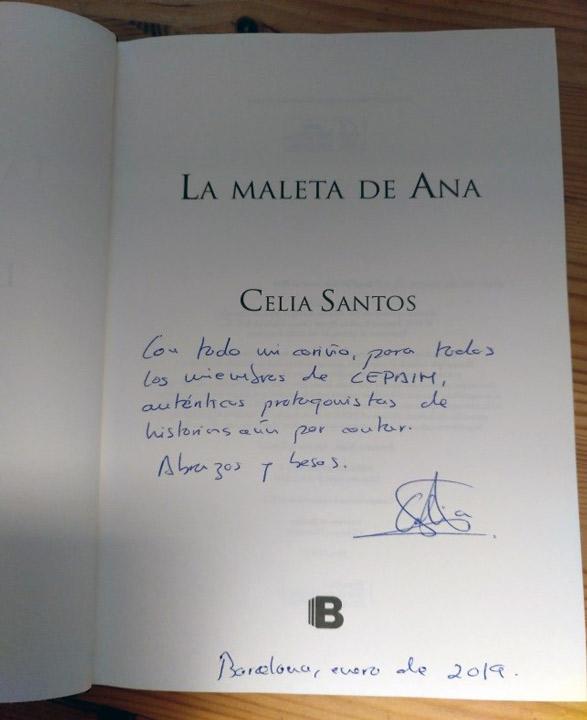 LA MALETA DE ANA
CELIA SANTOS
Con todo mi cariño, para todos
los miembros de CEPAIM,
auténticos protagonistas de
historias aún por contar.
Abrazos y besos.
Celia
B
Barcelona, enero de 2019.